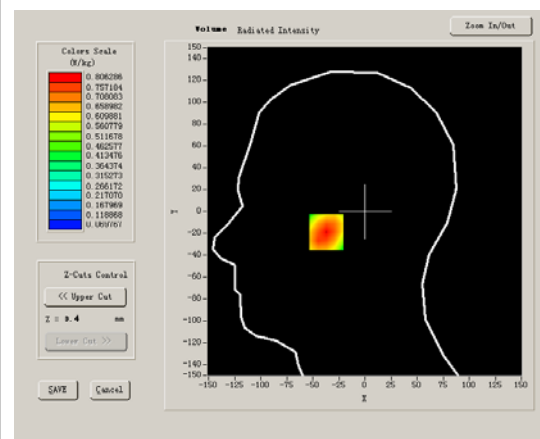 Volume Radiated Intensity
Zoom In/Out
Colors Scale
(W/kg)
0.806286
0.757184
0.708083
0.658982
0.609881
0.560779
0.511678
0.462577
0.413476
0.364374
0.315273
0.266172
0.217070
0.167969
0.118868
0.069767
150
140
120
100
80
60
40
20
0
-20
-40
-60
-80
-100
-120
-140
-150
Y
-150 -125 -100 -75 -50 -25 0 25 50 75 100 125 150
X
Z-Cuts Control
<< Upper Cut
Z = 9.4 mm
Lower Cut >>
SAVE Cancel